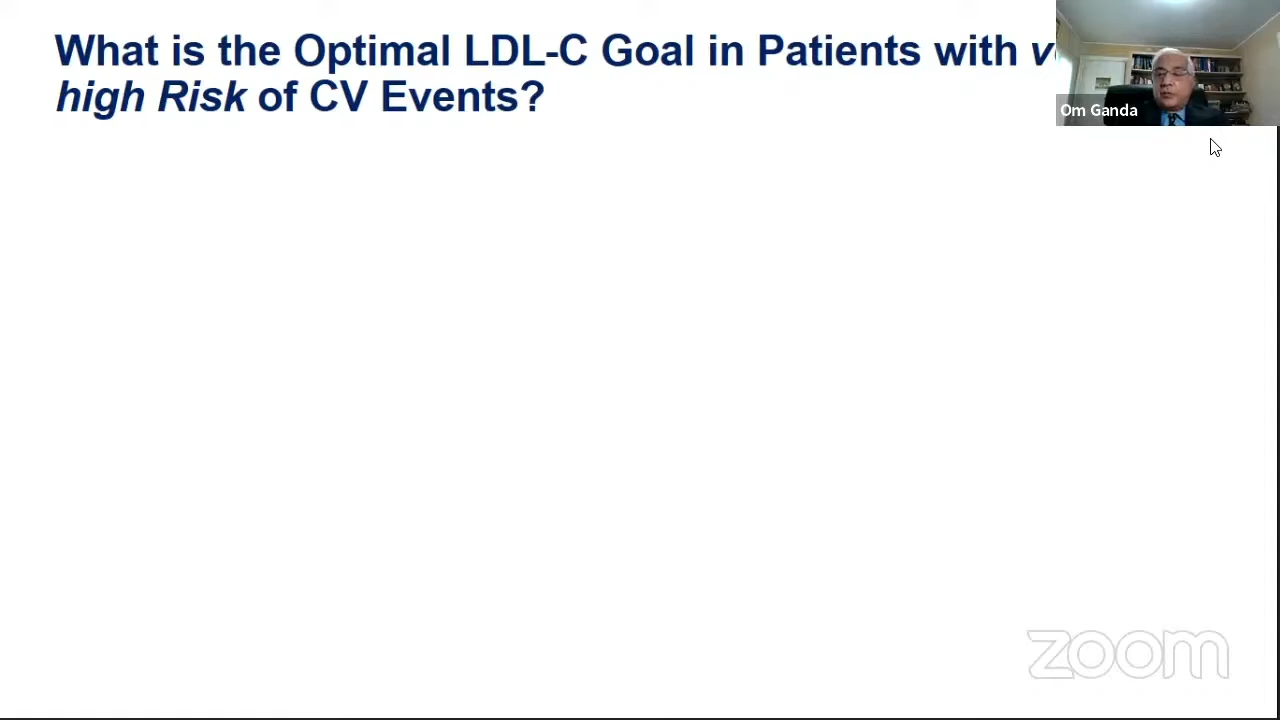 What is the Optimal LDL-C Goal in Patients with
high Risk of CV Events?
Om Ganda
zoom